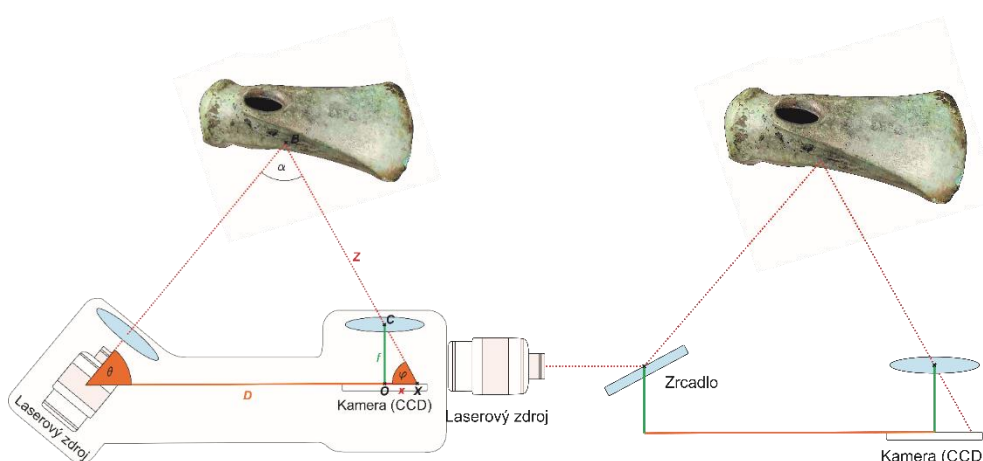 B
α
Z
C
f
θ
φ
D
O
x
X
Kamera (CCD)
Laserový zdroj
Laserový zdroj
Zrcadlo
Kamera (CCD